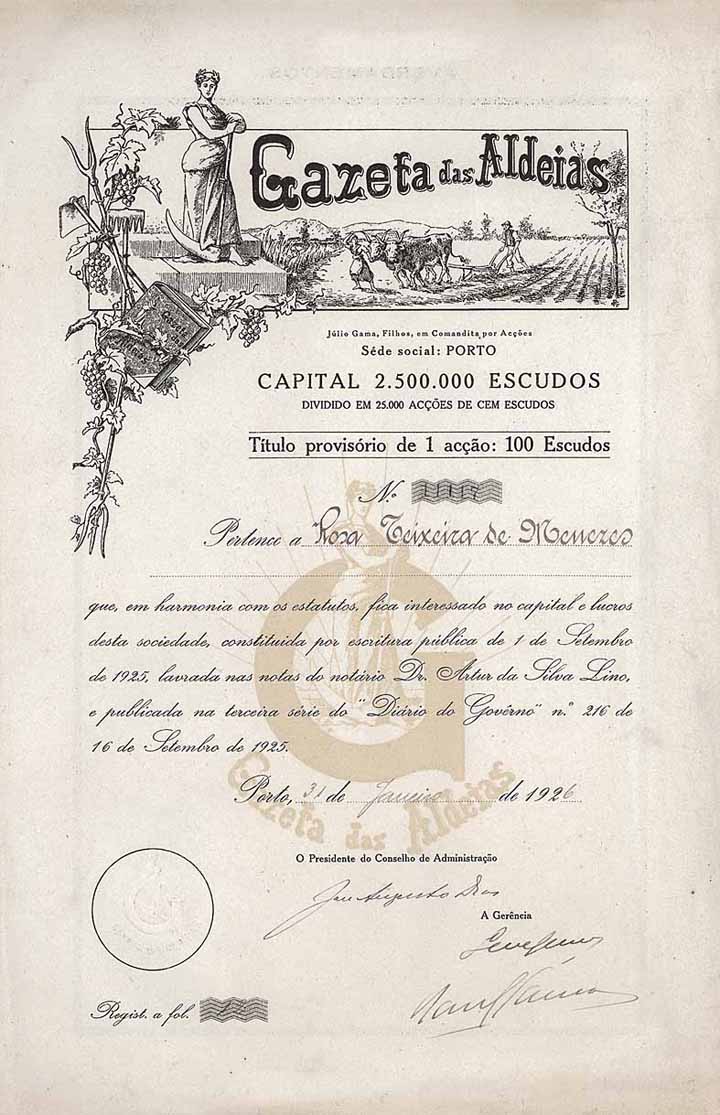 Gazeta das Aldeias
Gazeta
Júlio Gama, Filhos, em Comandita por Acções
Séde social: PORTO
CAPITAL 2.500.000 ESCUDOS
DIVIDIDO EM 25.000 ACÇÕES DE CEM ESCUDOS
Título provisório de 1 acção: 100 Escudos
N.º
Pertence a Rosa Teixeira de Menezes
que, em harmonia com os estatutos, fica interessado no capital e lucros
desta sociedade, constituida por escritura pública de 1 de Setembro
de 1925, lavrada nas notas do notário Dr. Artur da Silva Lino,
e publicada na terceira série do "Diário do Govêrno" n.º 216 de
16 de Setembro de 1925.
Porto, 31 de Janeiro de 1926
G
Gazeta das Aldeias
O Presidente do Conselho de Administração
A Gerência
Regist. a fol.